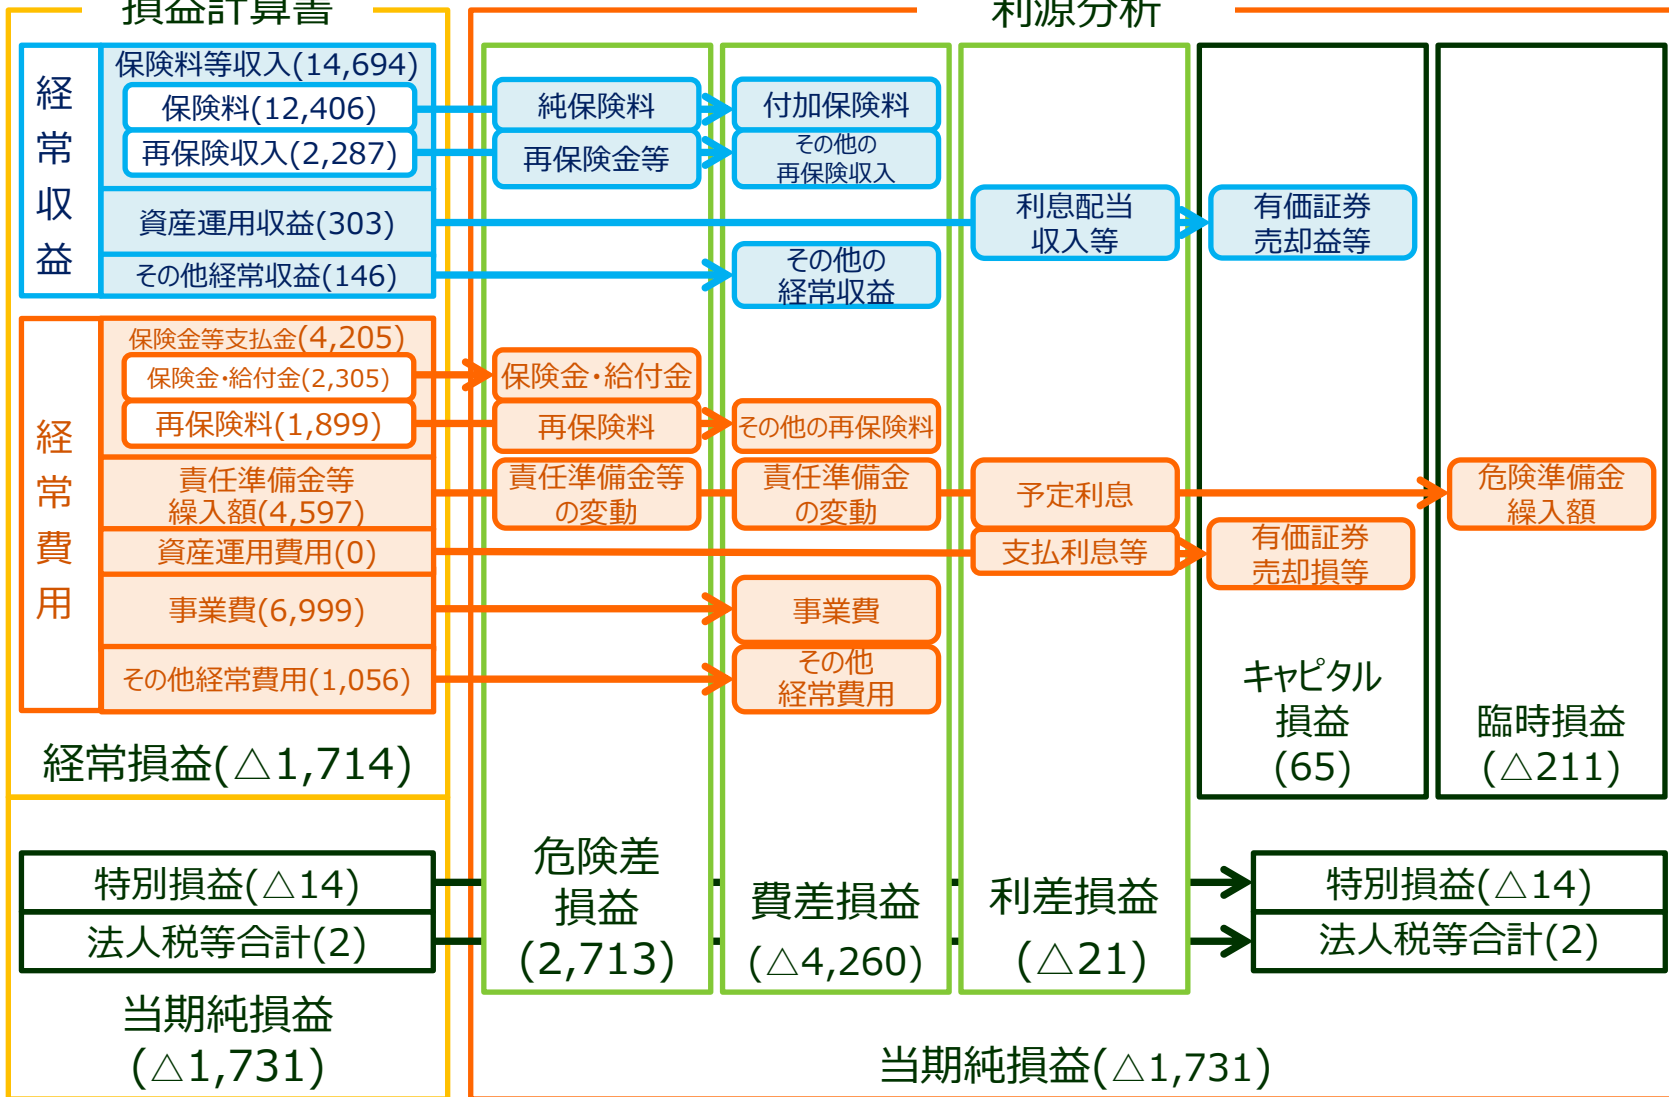 損益計算書
利源分析
経常収益
保険料等収入(14,694)
保険料(12,406)
再保険収入(2,287)
資産運用収益(303)
その他経常収益(146)
純保険料
付加保険料
再保険金等
その他の
再保険収入
利息配当
収入等
有価証券
売却益等
その他の
経常収益
経常費用
保険金等支払金(4,205)
保険金・給付金(2,305)
再保険料(1,899)
責任準備金等
繰入額(4,597)
資産運用費用(0)
事業費(6,999)
その他経常費用(1,056)
保険金・給付金
再保険料
その他の再保険料
責任準備金等
の変動
責任準備金
の変動
予定利息
危険準備金
繰入額
支払利息等
有価証券
売却損等
事業費
その他
経常費用
経常損益(△1,714)
キャピタル
損益
(65)
臨時損益
(△211)
特別損益(△14)
法人税等合計(2)
危険差
損益
(2,713)
費差損益
(△4,260)
利差損益
(△21)
特別損益(△14)
法人税等合計(2)
当期純損益
(△1,731)
当期純損益(△1,731)